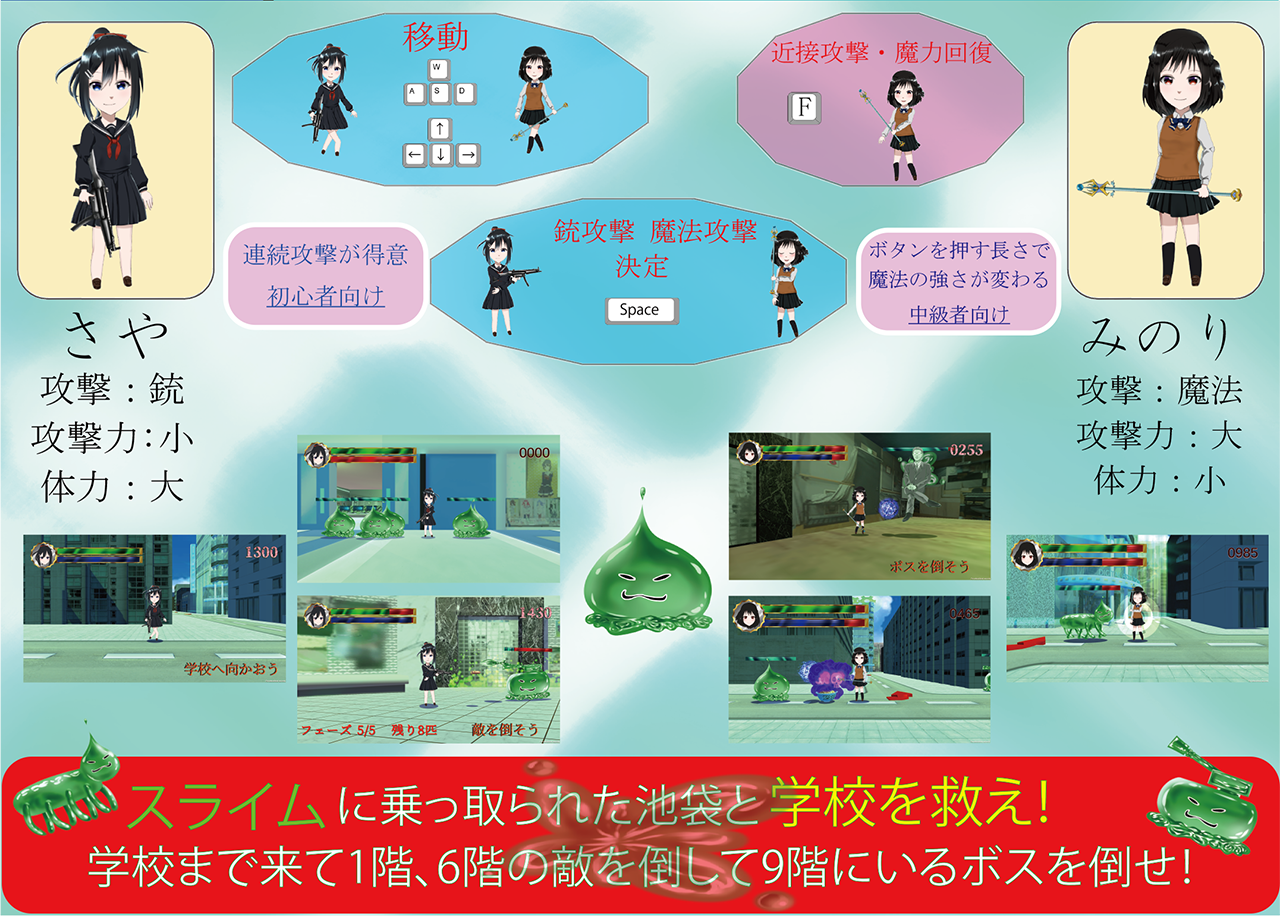 移動
W
A S D
↑
← ↓ →
近接攻撃・魔力回復
F
連続攻撃が得意
初心者向け
銃攻撃 魔法攻撃
決定
Space
ボタンを押す長さで
魔法の強さが変わる
中級者向け
さや
攻撃：銃
攻撃力：小
体力：大
みのり
攻撃：魔法
攻撃力：大
体力：小
0000
0255
ボスを倒そう
1300
学校へ向かおう
1430
フェーズ 5/5 残り8匹 敵を倒そう
0985
スライムに乗っ取られた池袋と学校を救え！
学校まで来て1階、6階の敵を倒して9階にいるボスを倒せ！